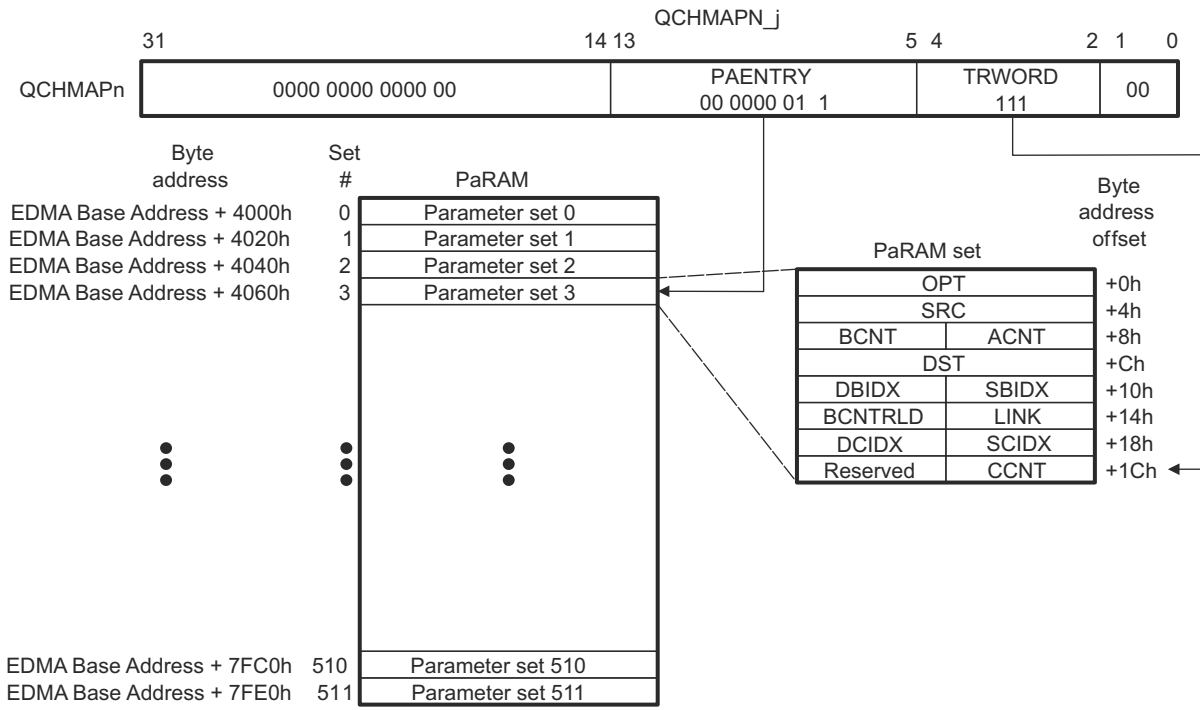 QCHMAPN_j
31 14 13 5 4 2 1 0
QCHMAPn 0000 0000 0000 00 PAENTRY 00 0000 01 1 TRWORD 111 00
Byte address Set # PaRAM
EDMA Base Address + 4000h 0 Parameter set 0
EDMA Base Address + 4020h 1 Parameter set 1
EDMA Base Address + 4040h 2 Parameter set 2
EDMA Base Address + 4060h 3 Parameter set 3
EDMA Base Address + 7FC0h 510 Parameter set 510
EDMA Base Address + 7FE0h 511 Parameter set 511
Byte
address
offset
PaRAM set
OPT +0h
SRC +4h
BCNT ACNT +8h
DST +Ch
DBIDX SBIDX +10h
BCNTRLD LINK +14h
DCIDX SCIDX +18h
Reserved CCNT +1Ch